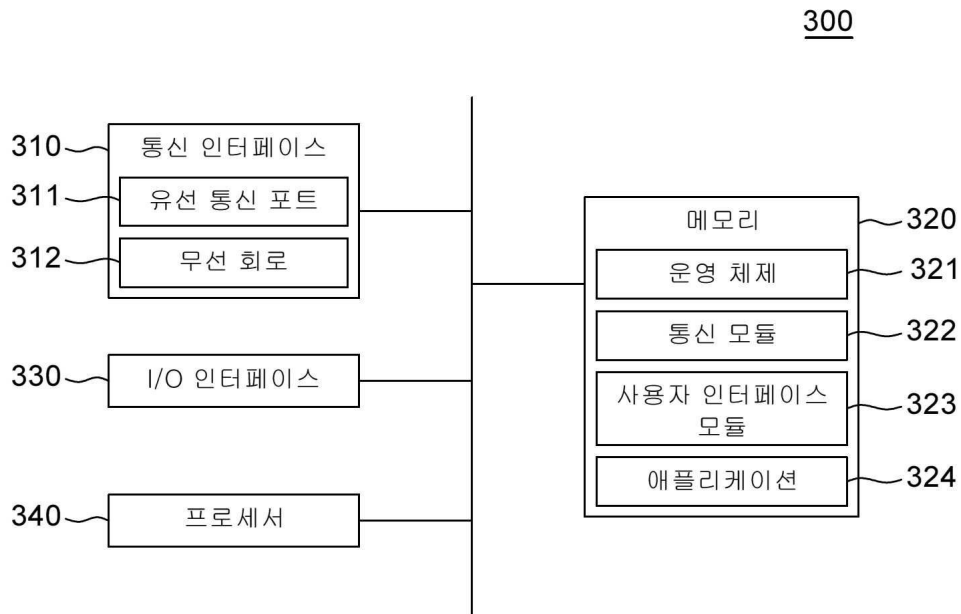 300
310
통신 인터페이스
311
유선 통신 포트
312
무선 회로
330
I/O 인터페이스
340
프로세서
메모리
320
운영 체제
321
통신 모듈
322
사용자 인터페이스
모듈
323
애플리케이션
324